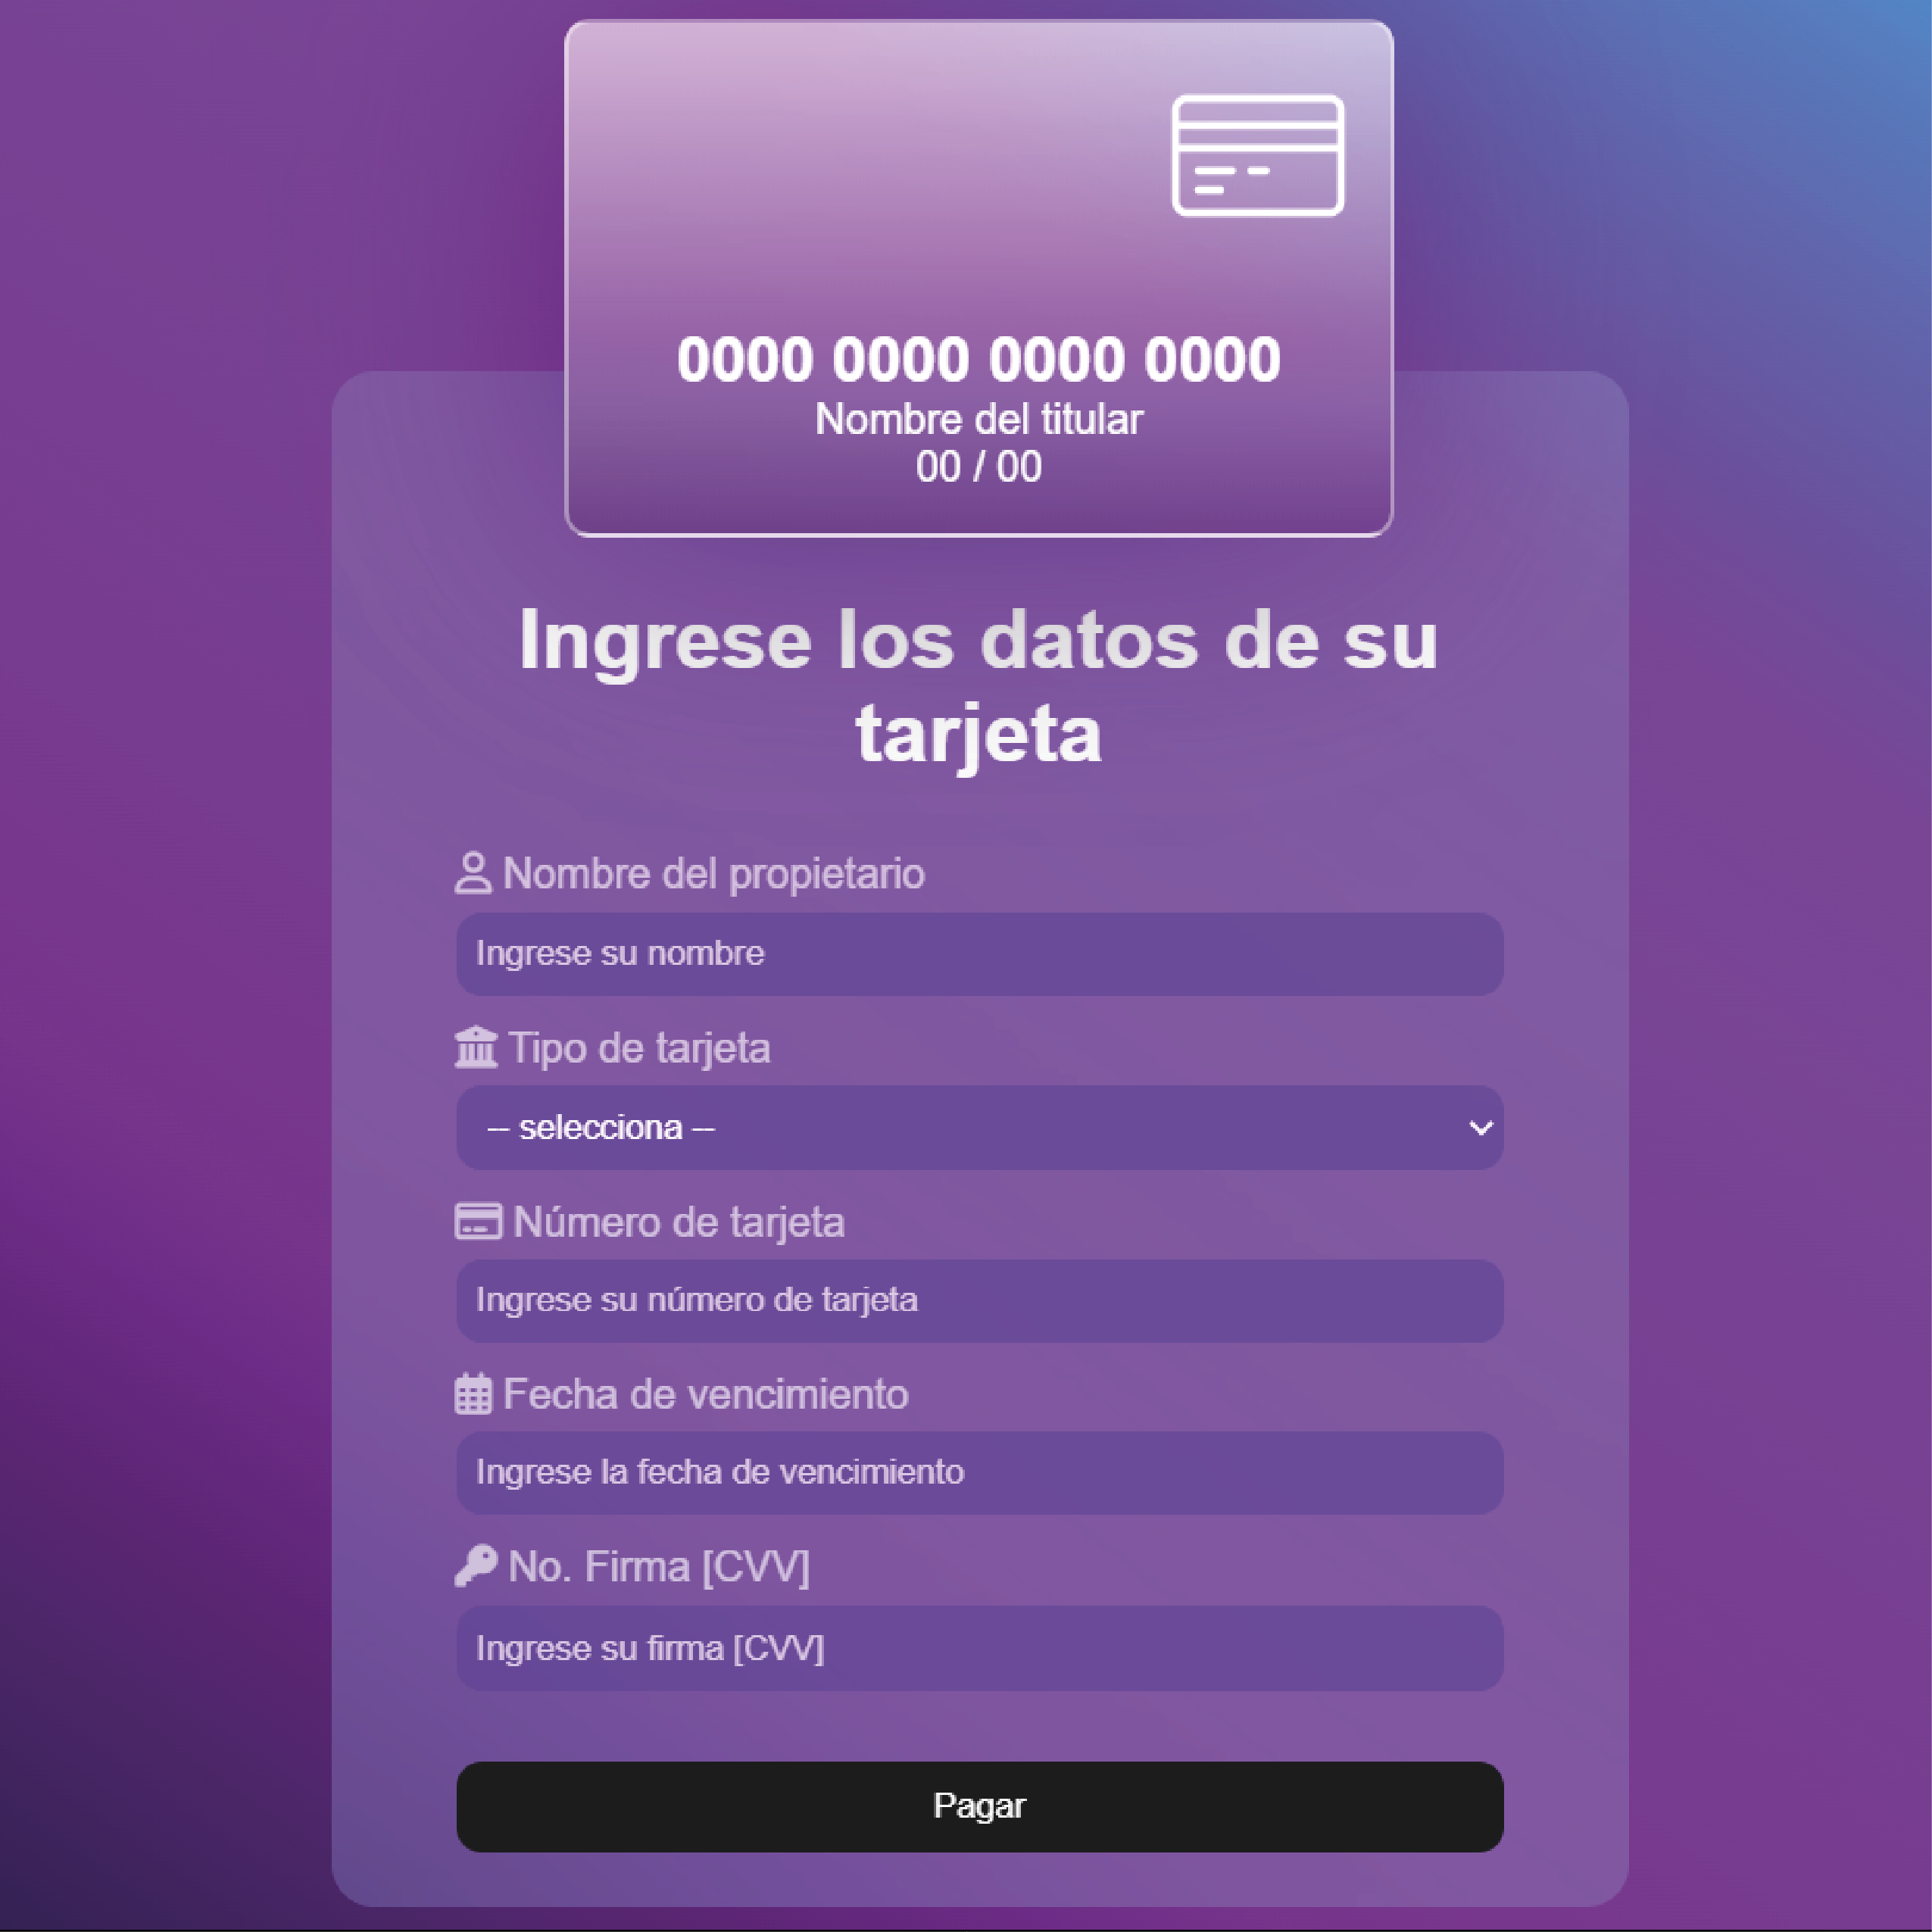 0000 0000 0000 0000
Nombre del titular
00 / 00
Ingrese los datos de su
tarjeta
Nombre del propietario
Ingrese su nombre
Tipo de tarjeta
-- selecciona --
Número de tarjeta
Ingrese su número de tarjeta
Fecha de vencimiento
Ingrese la fecha de vencimiento
No. Firma [CVV]
Ingrese su firma [CVV]
Pagar